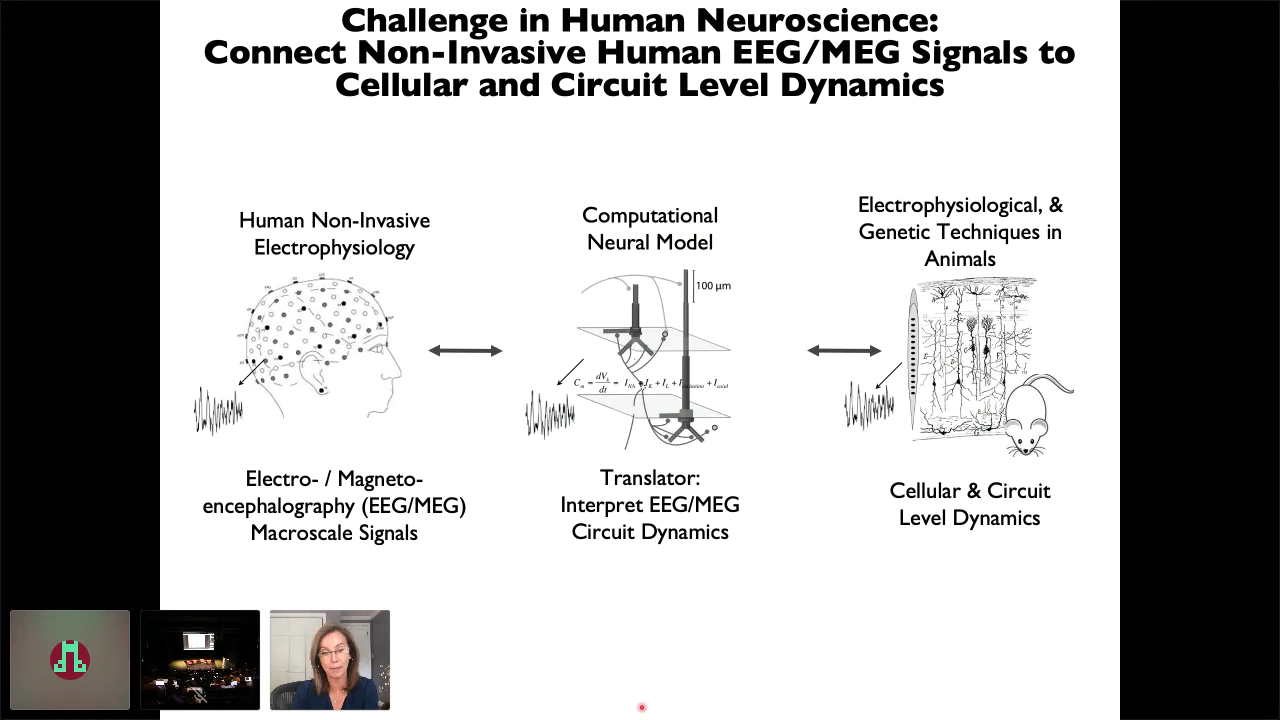 Challenge in Human Neuroscience:
Connect Non-Invasive Human EEG/MEG Signals to
Cellular and Circuit Level Dynamics
Human Non-Invasive
Electrophysiology
Computational
Neural Model
Electrophysiological, &
Genetic Techniques in
Animals
100 µm
Electro- / Magneto-
encephalography (EEG/MEG)
Macroscale Signals
Translator:
Interpret EEG/MEG
Circuit Dynamics
Cellular & Circuit
Level Dynamics